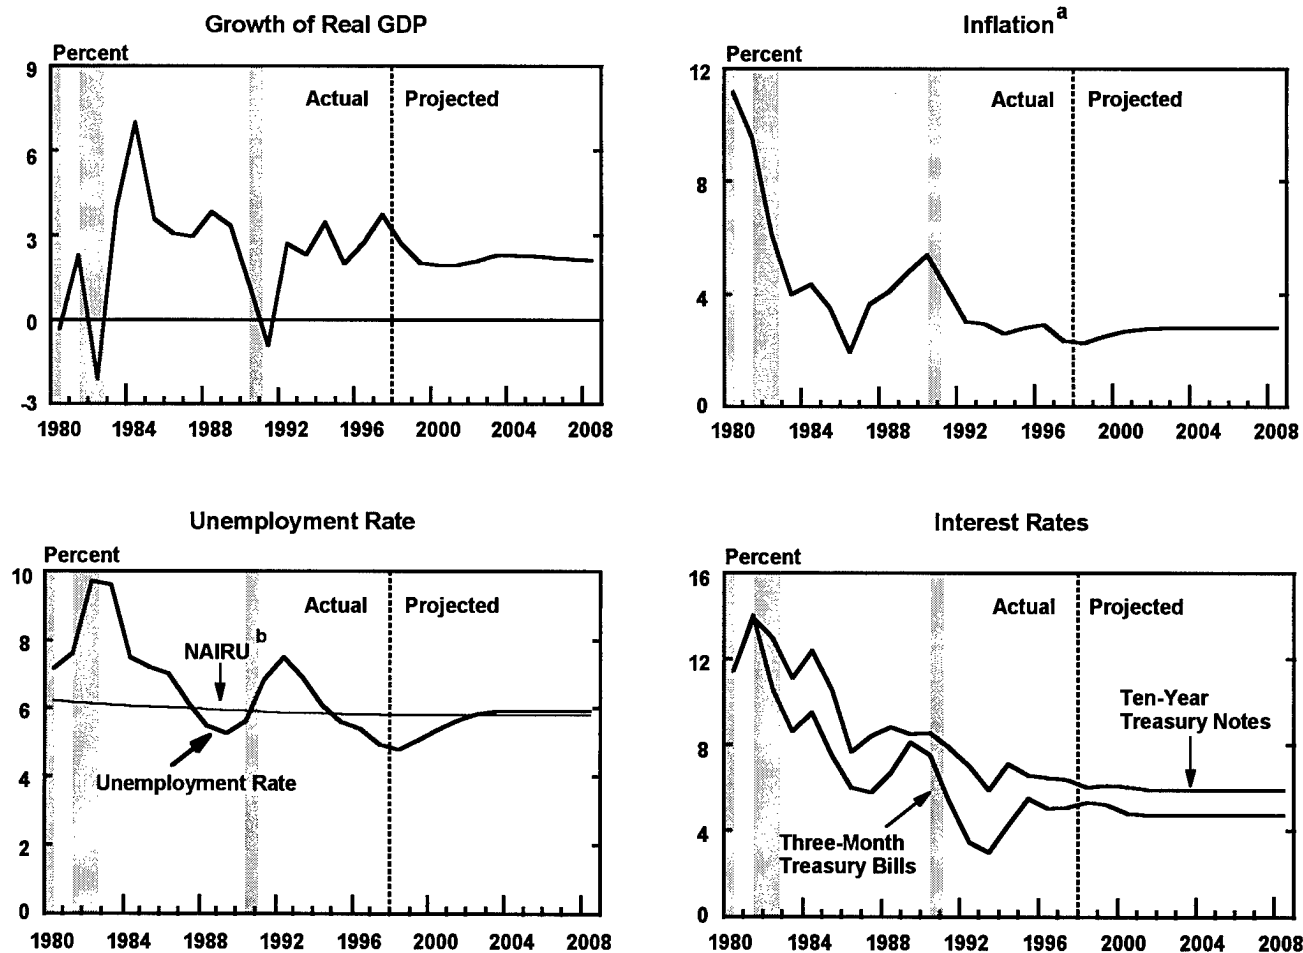 Growth of Real GDP
Percent
9
6
3
0
-3
Actual
Projected
1980 1984 1988 1992 1996 2000 2004 2008
Inflation a
Percent
12
8
4
0
Actual
Projected
1980 1984 1988 1992 1996 2000 2004 2008
Unemployment Rate
Percent
10
8
6
4
2
0
Actual
Projected
NAIRU b
Unemployment Rate
1980 1984 1988 1992 1996 2000 2004 2008
Interest Rates
Percent
16
12
8
4
0
Actual
Projected
Ten-Year
Treasury Notes
Three-Month
Treasury Bills
1980 1984 1988 1992 1996 2000 2004 2008